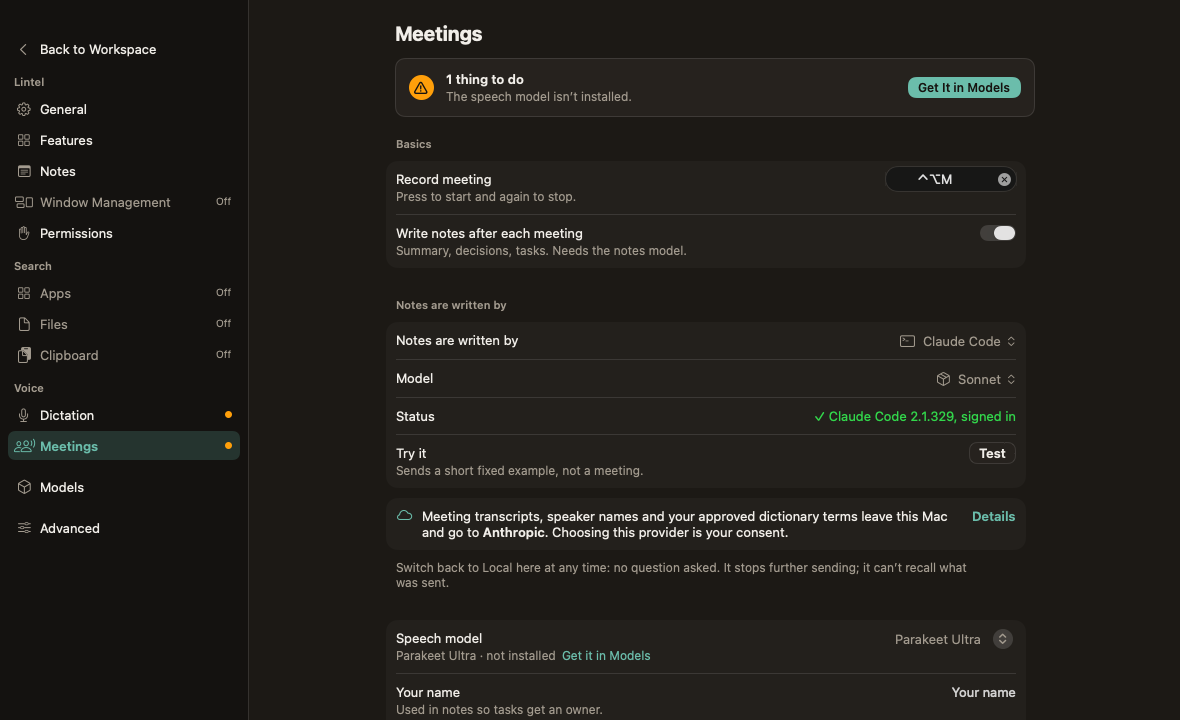 Back to Workspace
Lintel
General
Features
Notes
Window Management Off
Permissions
Search
Apps Off
Files Off
Clipboard Off
Voice
Dictation
Meetings
Models
Advanced
Meetings
1 thing to do
The speech model isn’t installed.
Get It in Models
Basics
Record meeting
Press to start and again to stop.
⌃⌥M
Write notes after each meeting
Summary, decisions, tasks. Needs the notes model.
Notes are written by
Notes are written by
Claude Code
Model
Sonnet
Status
✓ Claude Code 2.1.329, signed in
Try it
Sends a short fixed example, not a meeting.
Test
Meeting transcripts, speaker names and your approved dictionary terms leave this Mac
and go to Anthropic. Choosing this provider is your consent.
Details
Switch back to Local here at any time: no question asked. It stops further sending; it can’t recall what
was sent.
Speech model
Parakeet Ultra · not installed Get it in Models
Parakeet Ultra
Your name
Used in notes so tasks get an owner.
Your name